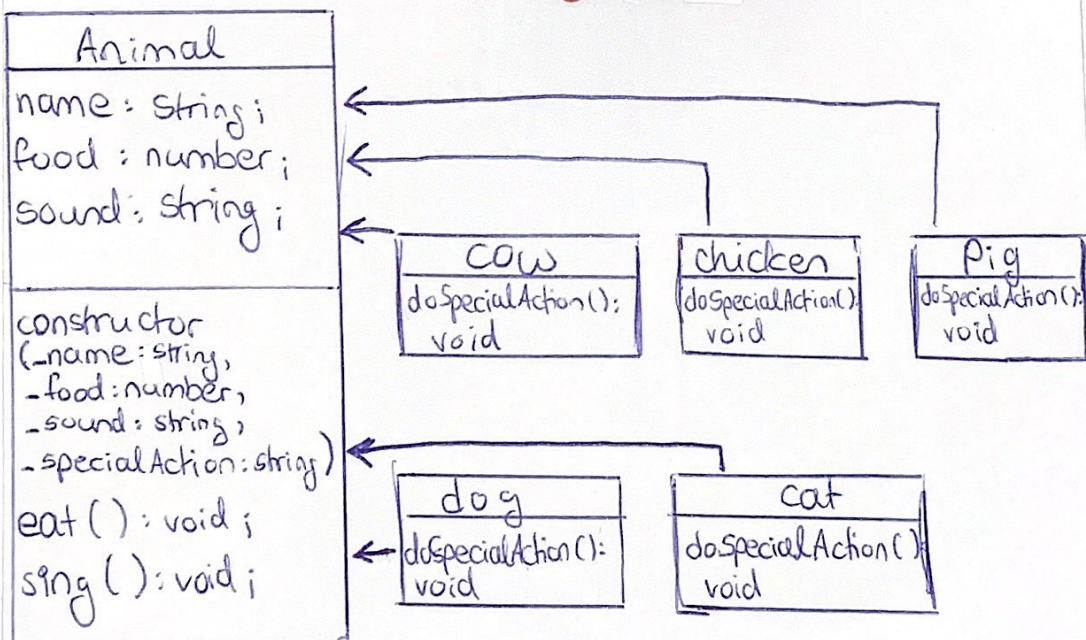 Animal
name: string;
food: number;
sound: string;
constructor
(_name: string,
_food: number,
_sound: string,
_specialAction: string)
eat(): void;
sing(): void;
cow
doSpecialAction():
void
chicken
doSpecialAction():
void
Pig
doSpecialAction():
void
dog
doSpecialAction():
void
cat
doSpecialAction():
void